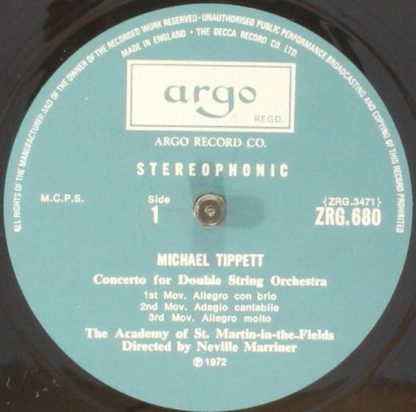 ALL RIGHTS OF THE MANUFACTURER AND OF THE OWNER OF THE RECORDED WORK RESERVED · UNAUTHORISED PUBLIC PERFORMANCE BROADCASTING AND COPYING OF THIS RECORD PROHIBITED
MADE IN ENGLAND · THE DECCA RECORD CO. LTD.
argo
REGD.
ARGO RECORD CO.
STEREOPHONIC
M.C.P.S.
Side
1
(ZRG.3471)
ZRG.680
MICHAEL TIPPETT
Concerto for Double String Orchestra
1st Mov. Allegro con brio
2nd Mov. Adagio cantabile
3rd Mov. Allegro molto
The Academy of St. Martin-in-the-Fields
Directed by Neville Marriner
℗1972